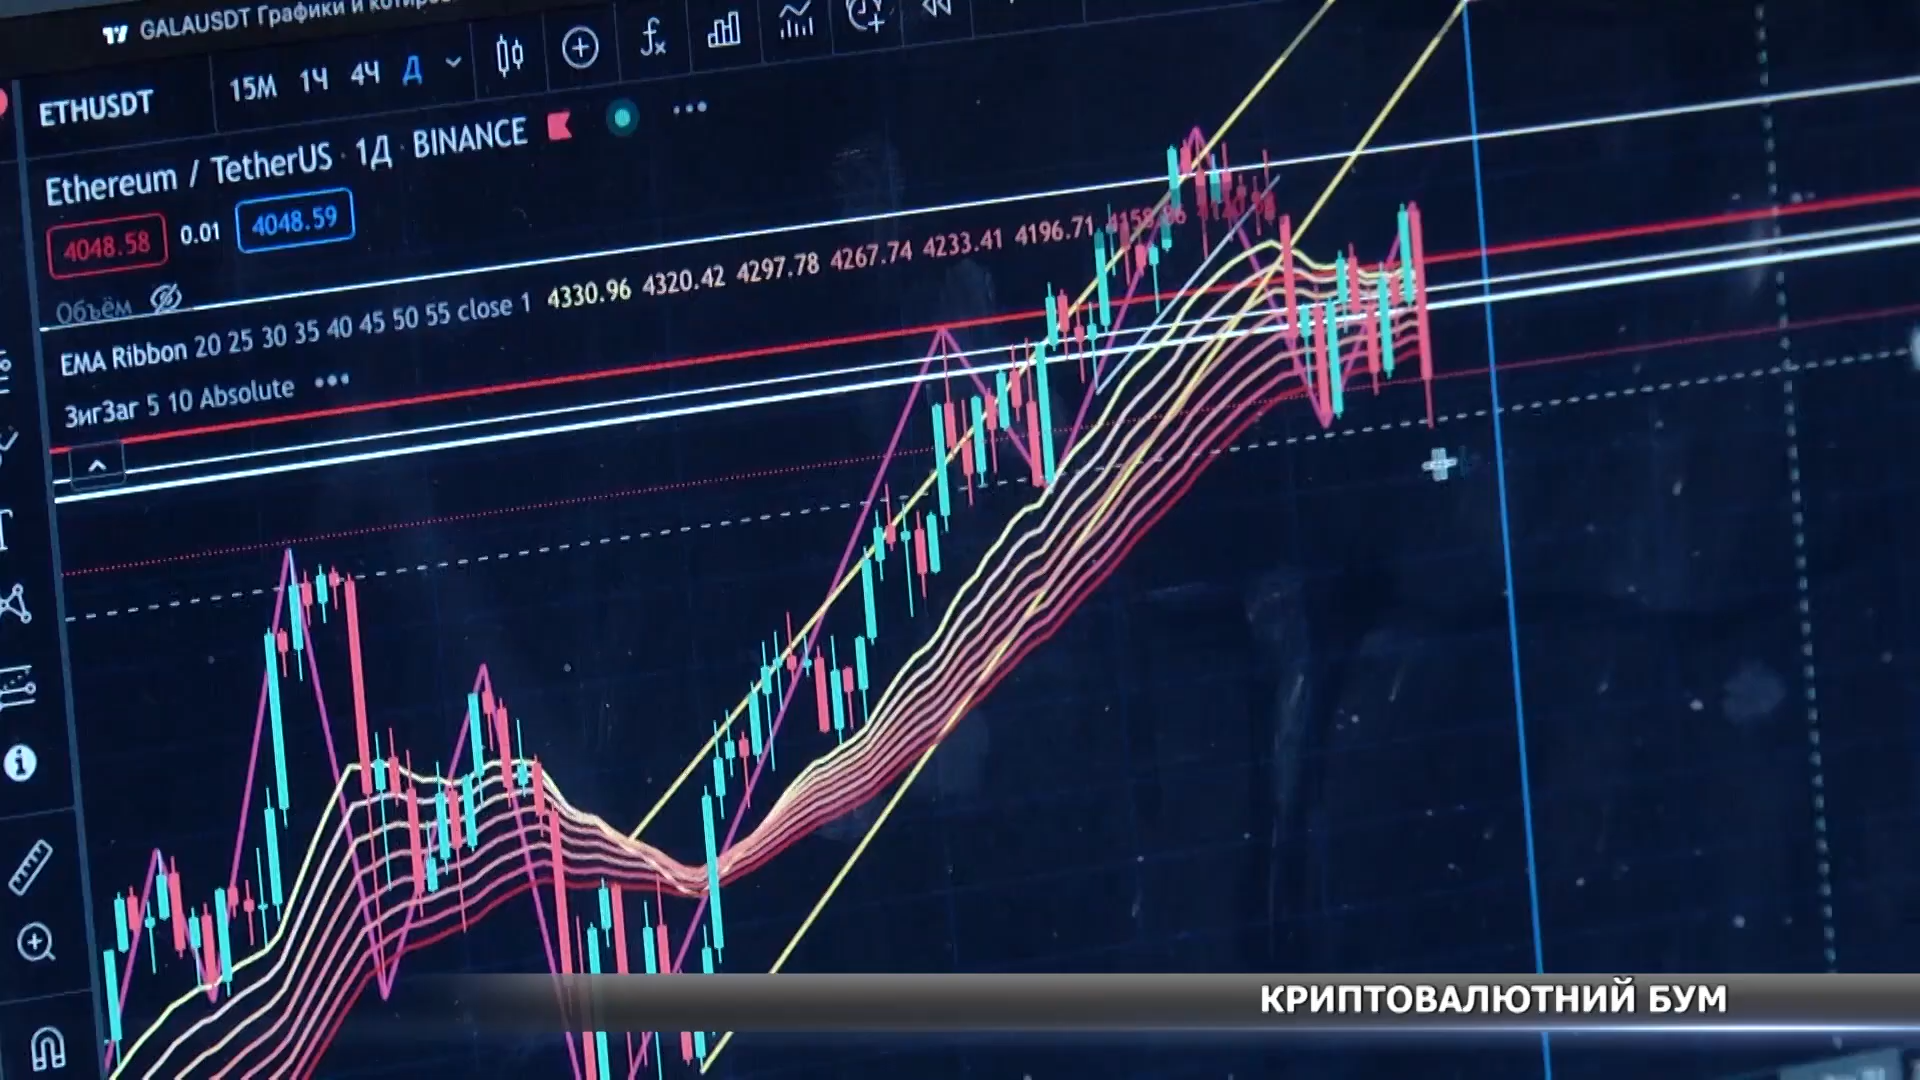 GALAUSDT Графики и
ETHUSDT
15М 1Ч 4Ч Д
Ethereum / TetherUS · 1Д · BINANCE
4048.58 0.01 4048.59
Объём
EMA Ribbon 20 25 30 35 40 45 50 55 close 1 4330.96 4320.42 4297.78 4267.74 4233.41 4196.71
ЗигЗаг 5 10 Absolute
КРИПТОВАЛЮТНИЙ БУМ